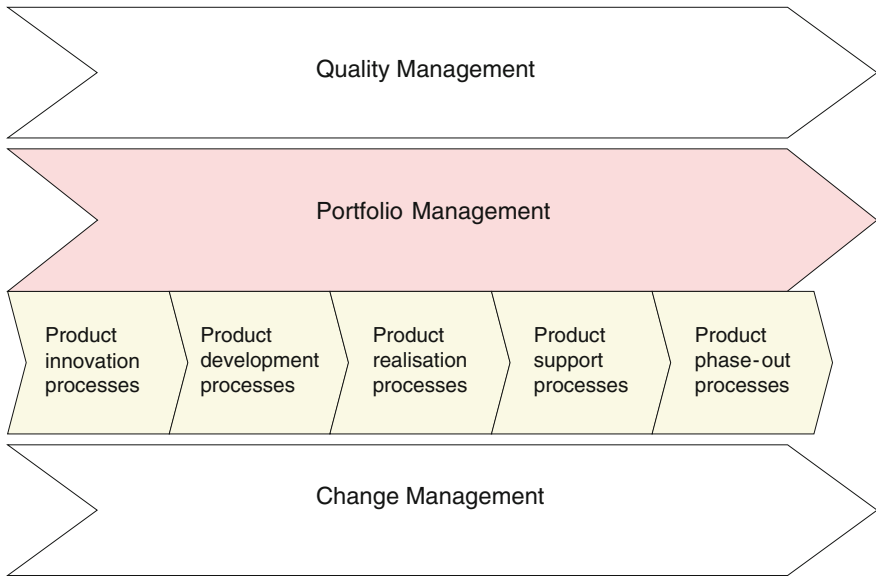 Quality Management
Portfolio Management
Product
innovation
processes
Product
development
processes
Product
realisation
processes
Product
support
processes
Product
phase-out
processes
Change Management